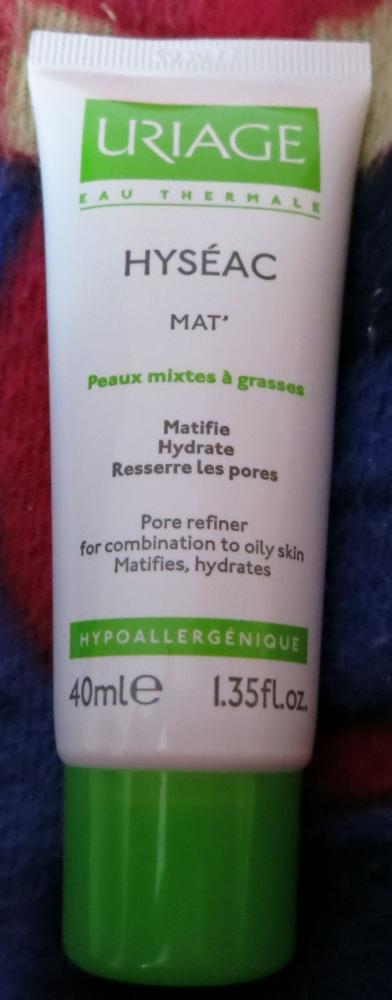 URIAGE
EAU THERMALE
HYSÉAC
MAT'
Peaux mixtes à grasses
Matifie
Hydrate
Resserre les pores
Pore refiner
for combination to oily skin
Matifies, hydrates
HYPOALLERGÉNIQUE
40ml℮ 1.35fl.oz.